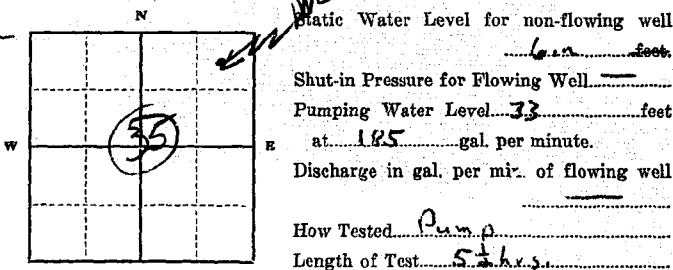 N
W
35
E
Static Water Level for non-flowing well
6 in feet.
Shut-in Pressure for Flowing Well —
Pumping Water Level 33 feet
at 185 gal. per minute.
Discharge in gal. per min. of flowing well
—
How Tested Pump
Length of Test 5½ hrs.